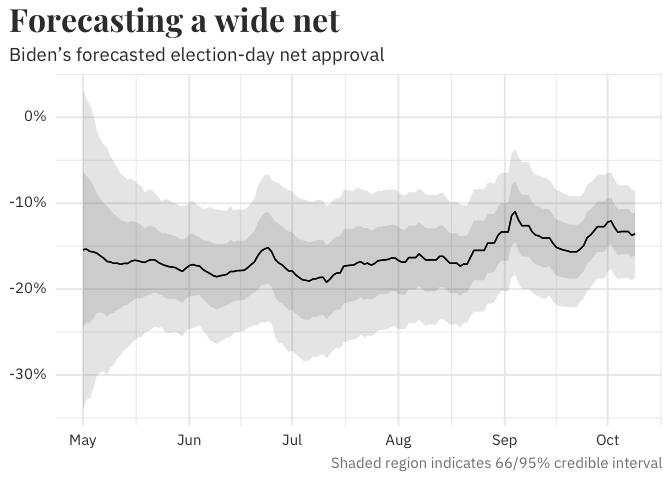 Forecasting a wide net
Biden’s forecasted election-day net approval
0%
-10%
-20%
-30%
May Jun Jul Aug Sep Oct
Shaded region indicates 66/95% credible interval